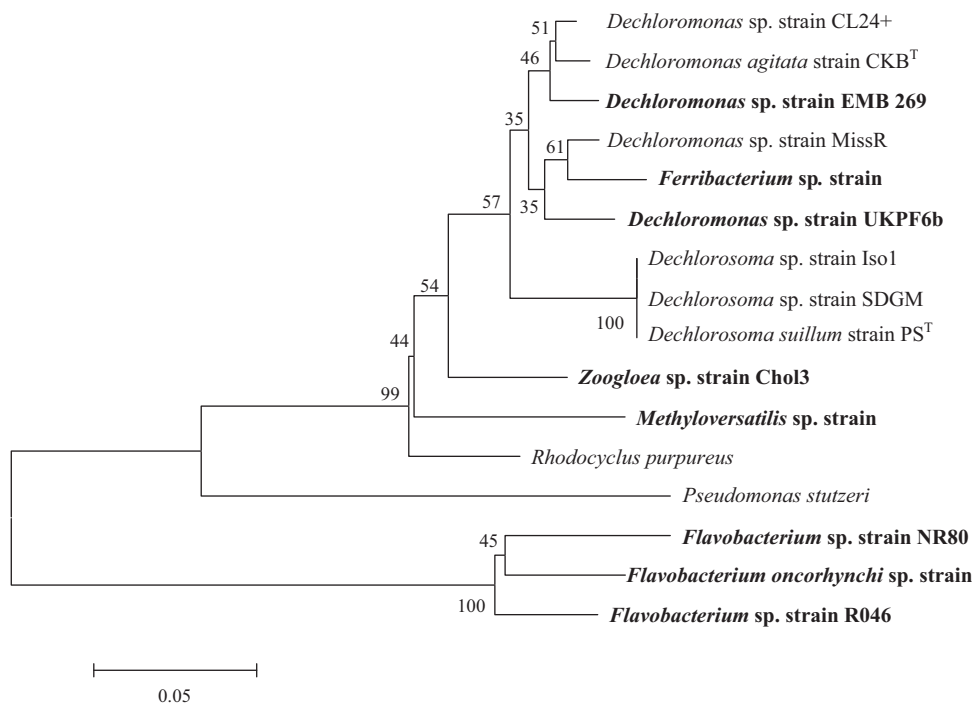 51
Dechloromonas sp. strain CL24+
46
Dechloromonas agitata strain CKBᵀ
Dechloromonas sp. strain EMB 269
35
Dechloromonas sp. strain MissR
61
Ferribacterium sp. strain
57
35
Dechloromonas sp. strain UKPF6b
Dechlorosoma sp. strain Iso1
54
Dechlorosoma sp. strain SDGM
100
Dechlorosoma suillum strain PSᵀ
44
Zoogloea sp. strain Chol3
99
Methyloversatilis sp. strain
Rhodocyclus purpureus
Pseudomonas stutzeri
45
Flavobacterium sp. strain NR80
Flavobacterium oncorhynchi sp. strain
100
Flavobacterium sp. strain R046
0.05